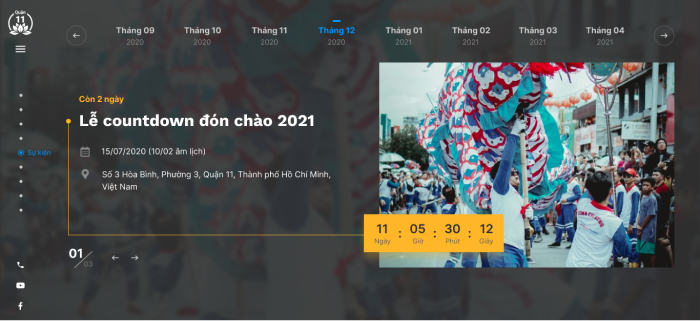 Quận
11
Tháng 09
2020
Tháng 10
2020
Tháng 11
2020
Tháng 12
2020
Tháng 01
2021
Tháng 02
2021
Tháng 03
2021
Tháng 04
2021
Còn 2 ngày
Lễ countdown đón chào 2021
15/07/2020 (10/02 âm lịch)
Số 3 Hòa Bình, Phường 3, Quận 11, Thành phố Hồ Chí Minh,
Việt Nam
Sự kiện
11 : 05 : 30 : 12
Ngày Giờ Phút Giây
01
03